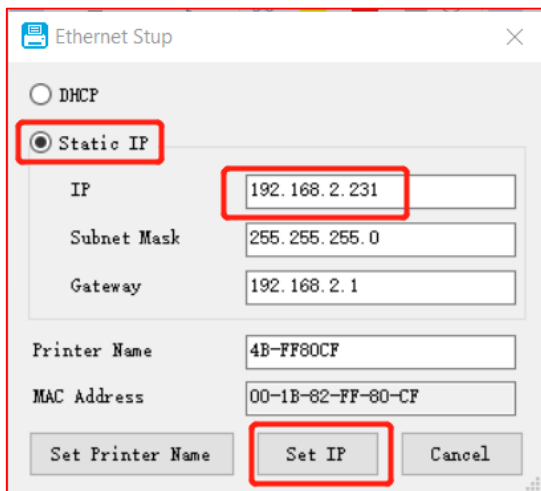 Ethernet Stup
DHCP
Static IP
IP 192.168.2.231
Subnet Mask 255.255.255.0
Gateway 192.168.2.1
Printer Name 4B-FF80CF
MAC Address 00-1B-82-FF-80-CF
Set Printer Name Set IP Cancel